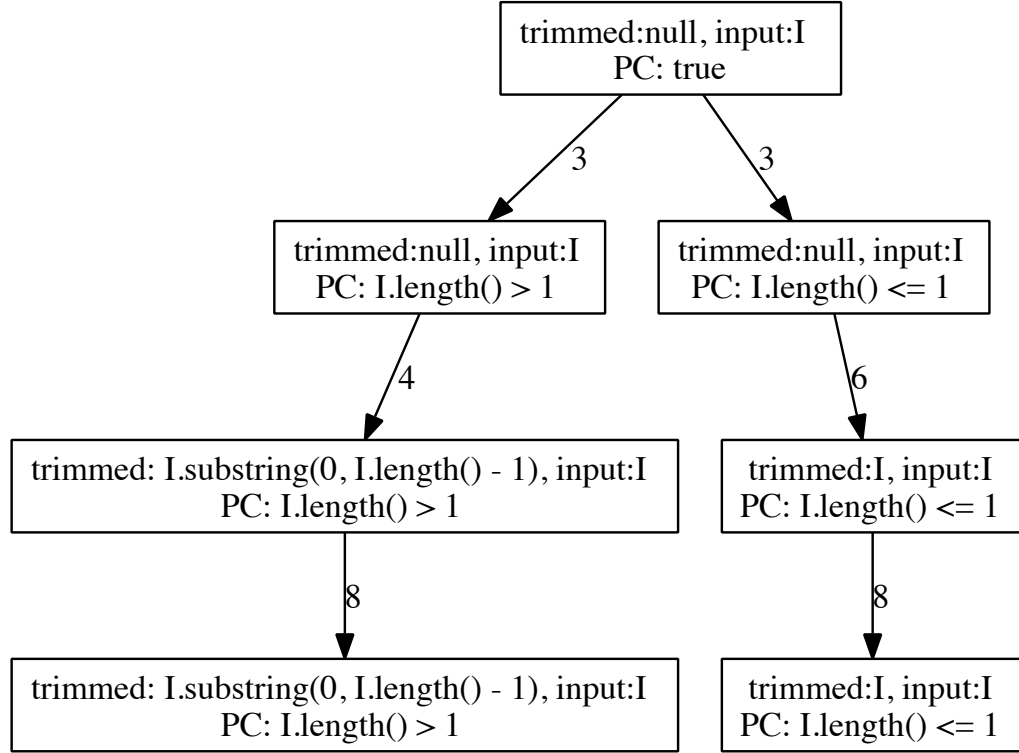 trimmed:null, input:I
PC: true
3
3
trimmed:null, input:I
PC: I.length() > 1
trimmed:null, input:I
PC: I.length() <= 1
4
6
trimmed: I.substring(0, I.length() - 1), input:I
PC: I.length() > 1
trimmed:I, input:I
PC: I.length() <= 1
8
8
trimmed: I.substring(0, I.length() - 1), input:I
PC: I.length() > 1
trimmed:I, input:I
PC: I.length() <= 1